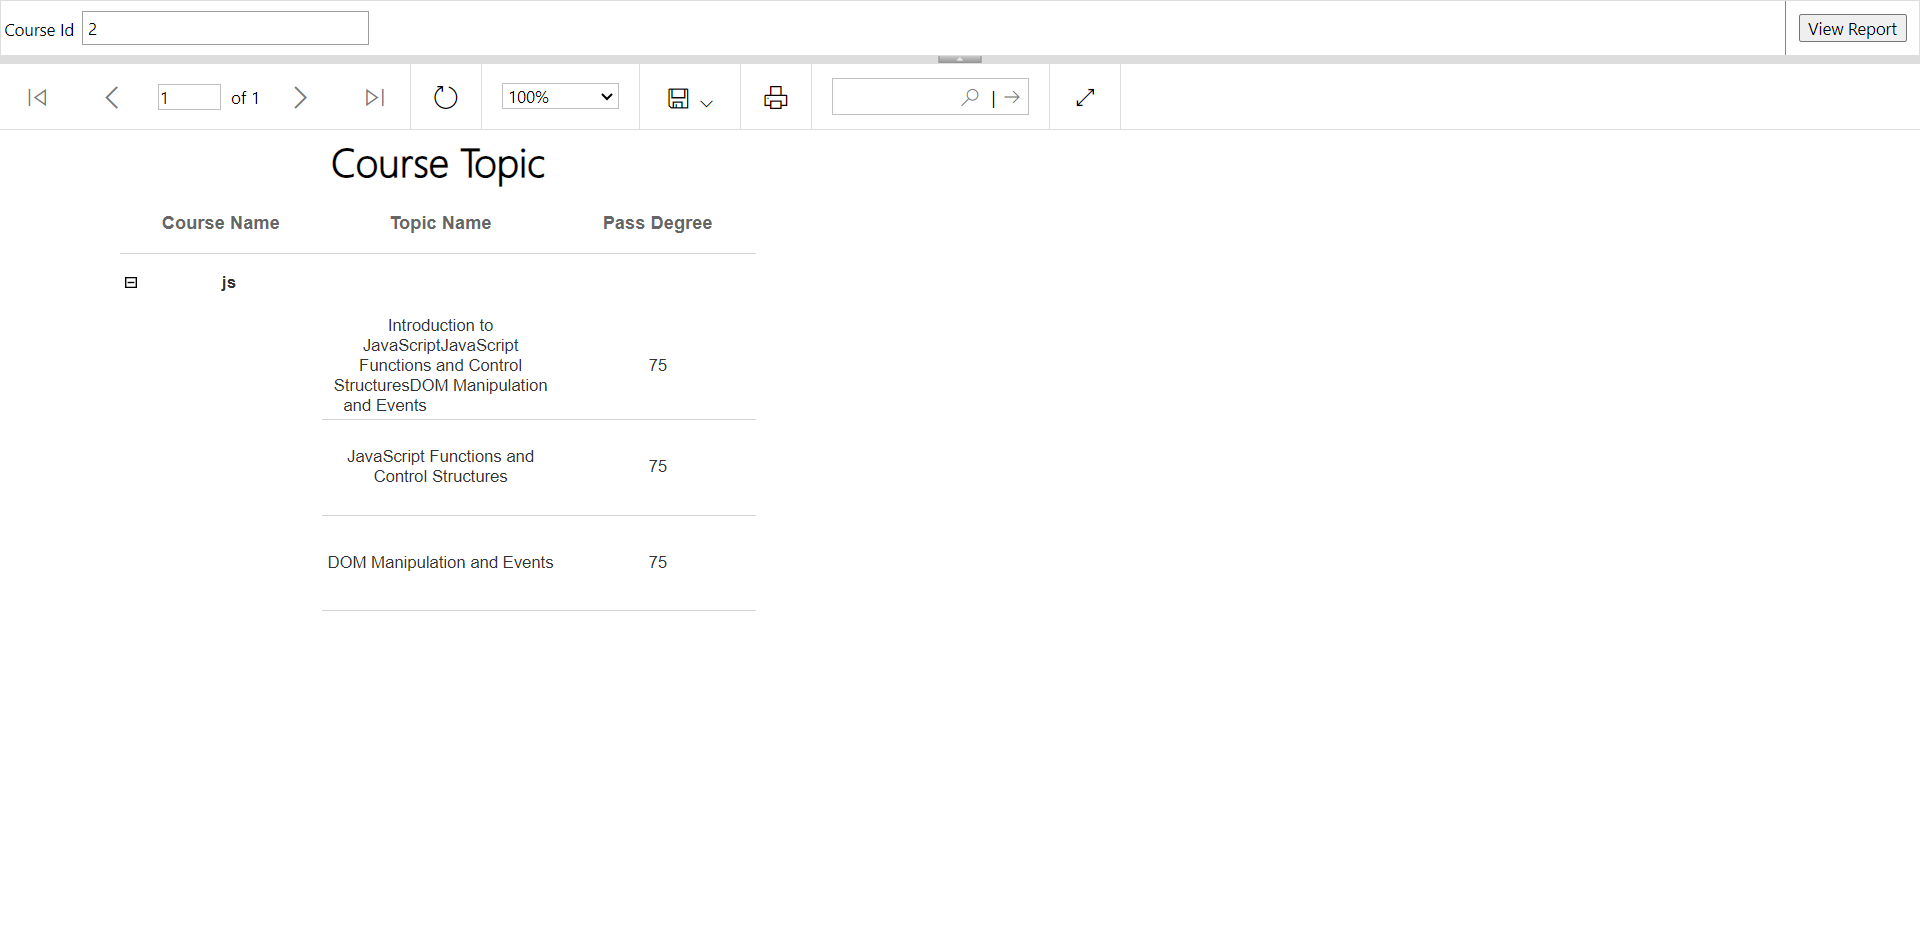 Course Id 2 View Report
1 of 1 100% |
Course Topic
Course Name Topic Name Pass Degree
js
Introduction to
JavaScriptJavaScript
Functions and Control 75
StructuresDOM Manipulation
and Events
JavaScript Functions and
Control Structures 75
DOM Manipulation and Events 75